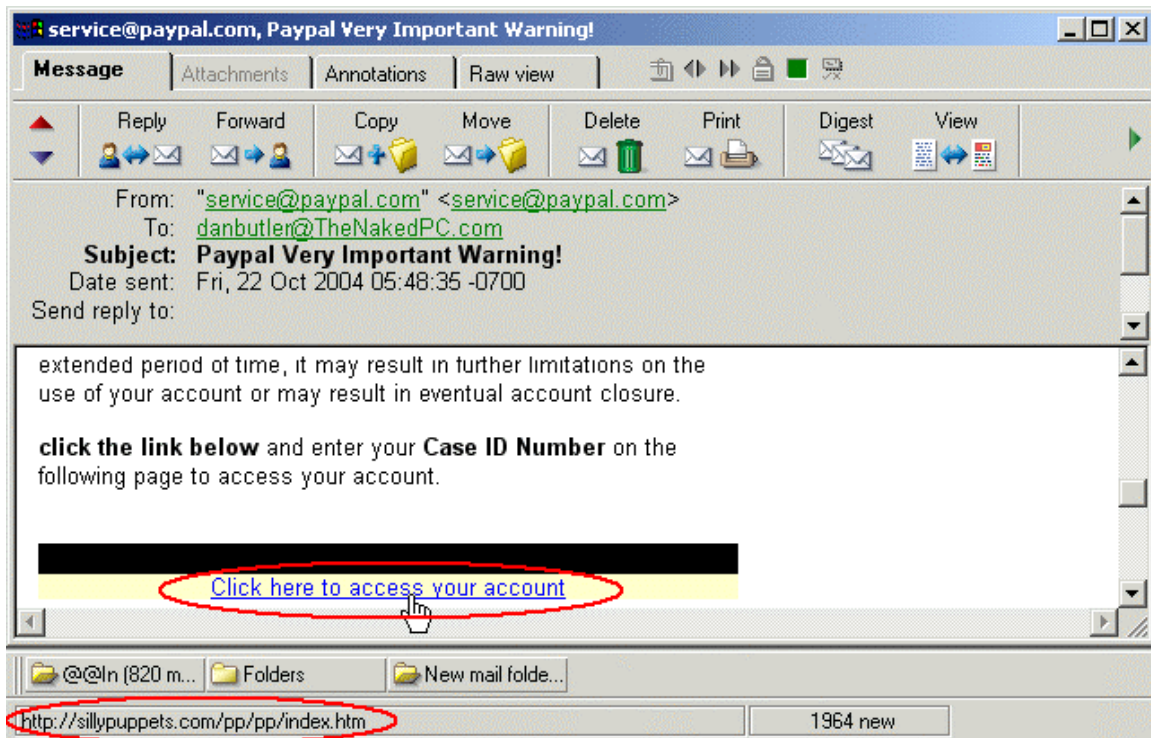 service@paypal.com, Paypal Very Important Warning!
Message Attachments Annotations Raw view
Reply Forward Copy Move Delete Print Digest View
From: "service@paypal.com" <service@paypal.com>
To: danbutler@TheNakedPC.com
Subject: Paypal Very Important Warning!
Date sent: Fri, 22 Oct 2004 05:48:35 -0700
Send reply to:
extended period of time, it may result in further limitations on the
use of your account or may result in eventual account closure.
click the link below and enter your Case ID Number on the
following page to access your account.
Click here to access your account
@@In (820 m... Folders New mail folde...
http://sillypuppets.com/pp/pp/index.htm 1964 new